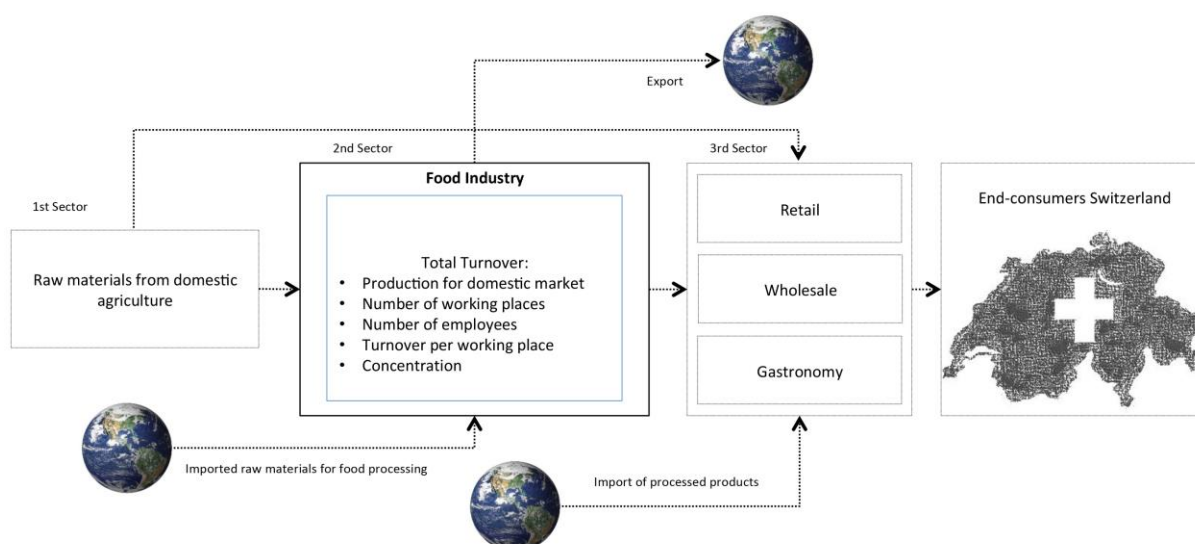 Export
2nd Sector
3rd Sector
1st Sector
Food Industry
Raw materials from domestic
agriculture
Total Turnover:
• Production for domestic market
• Number of working places
• Number of employees
• Turnover per working place
• Concentration
Retail
Wholesale
Gastronomy
End-consumers Switzerland
Imported raw materials for food processing
Import of processed products